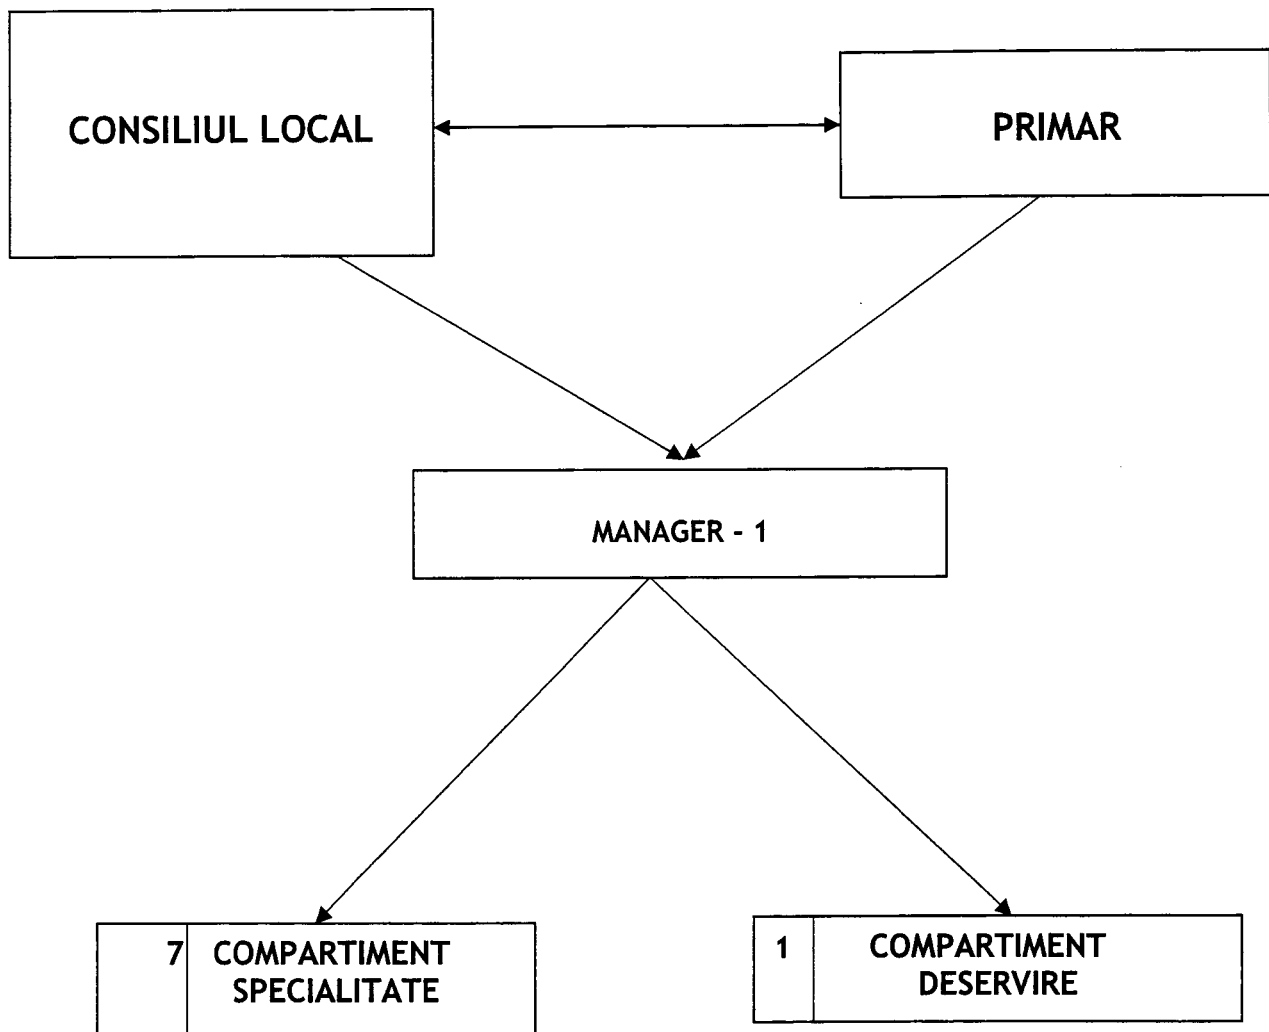 CONSILIUL LOCAL
PRIMAR
MANAGER - 1
7 COMPARTIMENT
SPECIALITATE
1 COMPARTIMENT
DESERVIRE